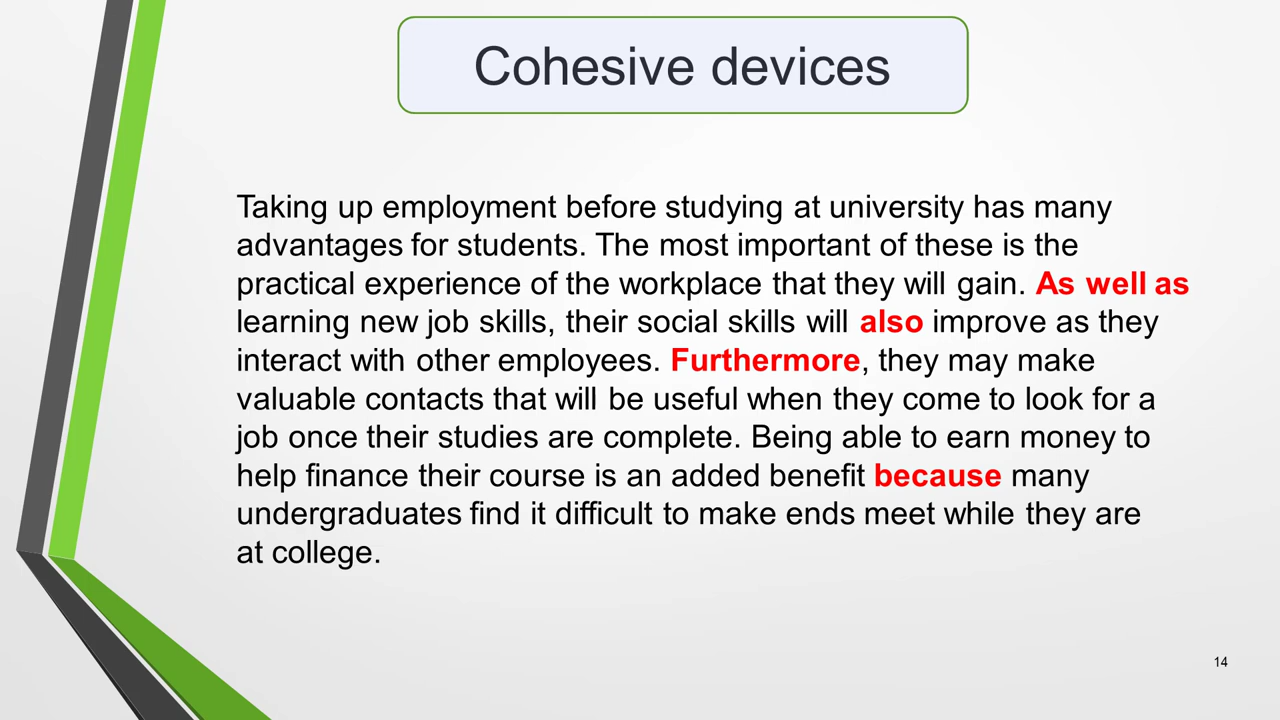 Cohesive devices
Taking up employment before studying at university has many
advantages for students. The most important of these is the
practical experience of the workplace that they will gain. As well as
learning new job skills, their social skills will also improve as they
interact with other employees. Furthermore, they may make
valuable contacts that will be useful when they come to look for a
job once their studies are complete. Being able to earn money to
help finance their course is an added benefit because many
undergraduates find it difficult to make ends meet while they are
at college.
14